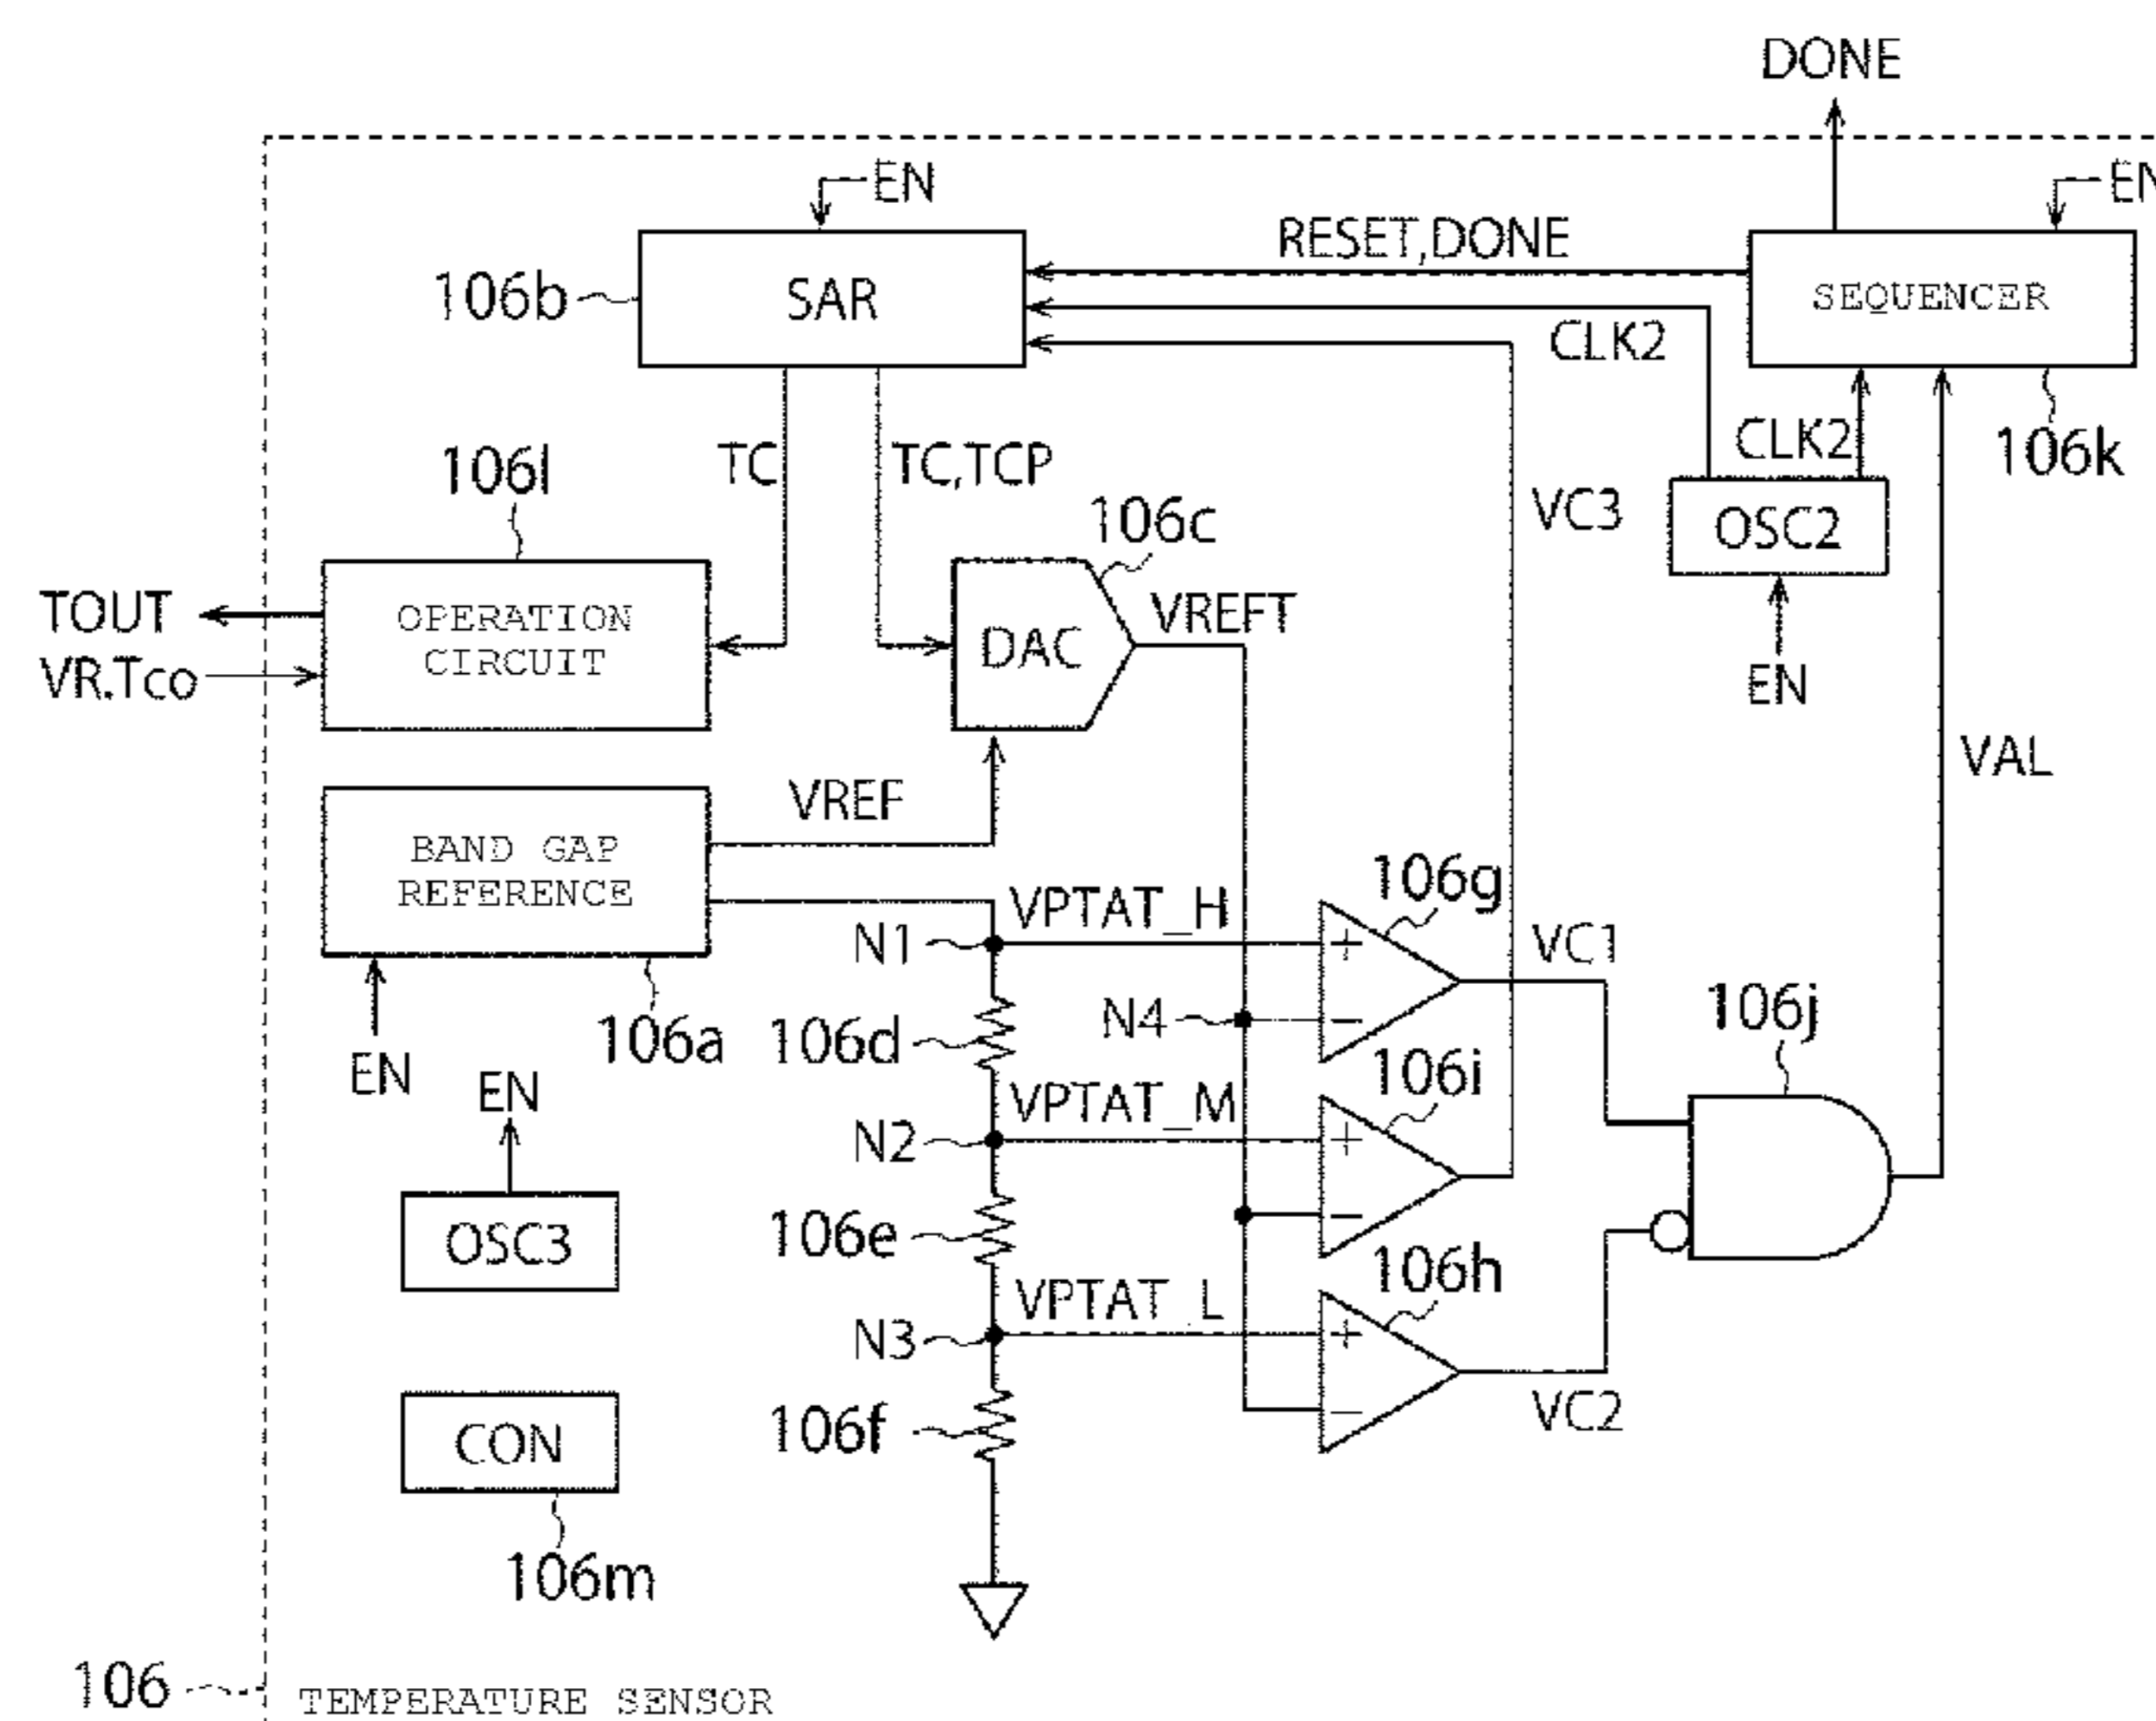 DONE
EN
EN
RESET,DONE
106b
SAR
SEQUENCER
CLK2
TC
TC,TCP
CLK2
106k
106l
106c
VC3
OSC2
TOUT
OPERATION
CIRCUIT
VREFT
DAC
VR.Tco
EN
VAL
VREF
BAND GAP
REFERENCE
106g
VPTAT_H
N1
VC1
106a
106d
N4
106j
EN
EN
106i
VPTAT_M
N2
OSC3
106e
106h
VPTAT_L
N3
CON
106f
VC2
106m
106
TEMPERATURE SENSOR